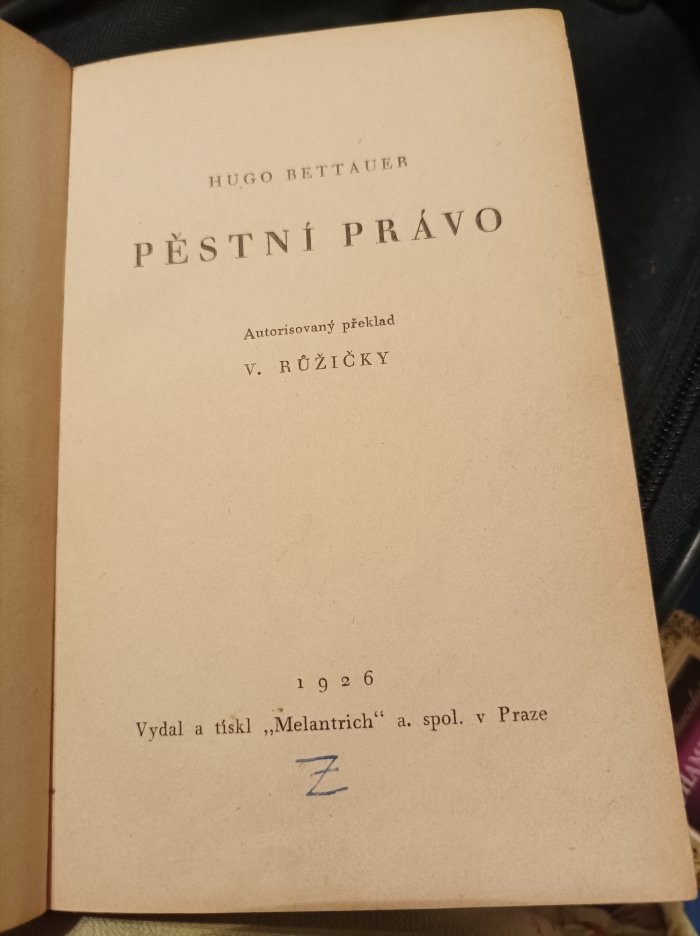 HUGO BETTAUER
PĚSTNÍ PRÁVO
Autorisovaný překlad
V. RŮŽIČKY
1926
Vydal a tiskl „Melantrich“ a. spol. v Praze
Z